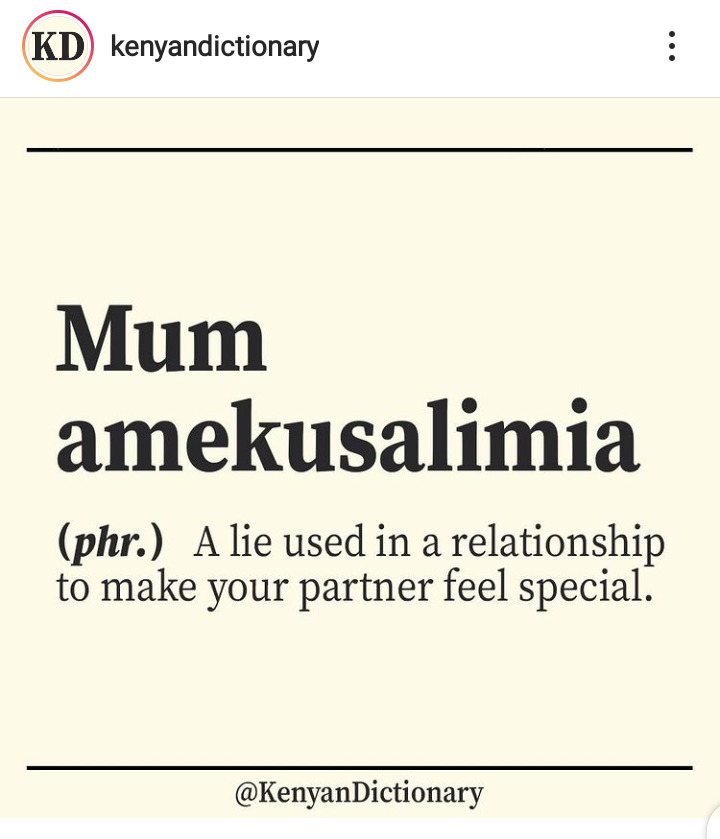 KD kenyandictionary
Mum
amekusalimia
(phr.) A lie used in a relationship
to make your partner feel special.
@KenyanDictionary